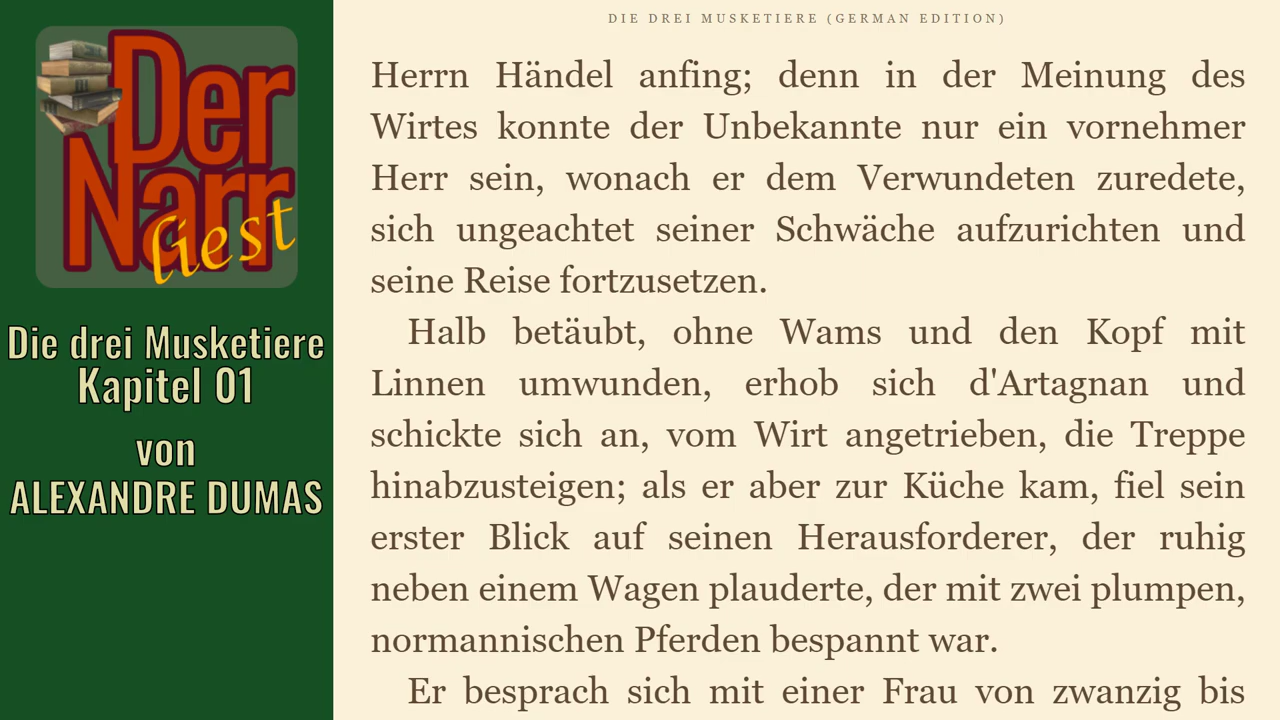 Der
Narr
liest
Die drei Musketiere
Kapitel 01
von
ALEXANDRE DUMAS
DIE DREI MUSKETIERE (GERMAN EDITION)
Herrn Händel anfing; denn in der Meinung des
Wirtes konnte der Unbekannte nur ein vornehmer
Herr sein, wonach er dem Verwundeten zuredete,
sich ungeachtet seiner Schwäche aufzurichten und
seine Reise fortzusetzen.
Halb betäubt, ohne Wams und den Kopf mit
Linnen umwunden, erhob sich d'Artagnan und
schickte sich an, vom Wirt angetrieben, die Treppe
hinabzusteigen; als er aber zur Küche kam, fiel sein
erster Blick auf seinen Herausforderer, der ruhig
neben einem Wagen plauderte, der mit zwei plumpen,
normannischen Pferden bespannt war.
Er besprach sich mit einer Frau von zwanzig bis